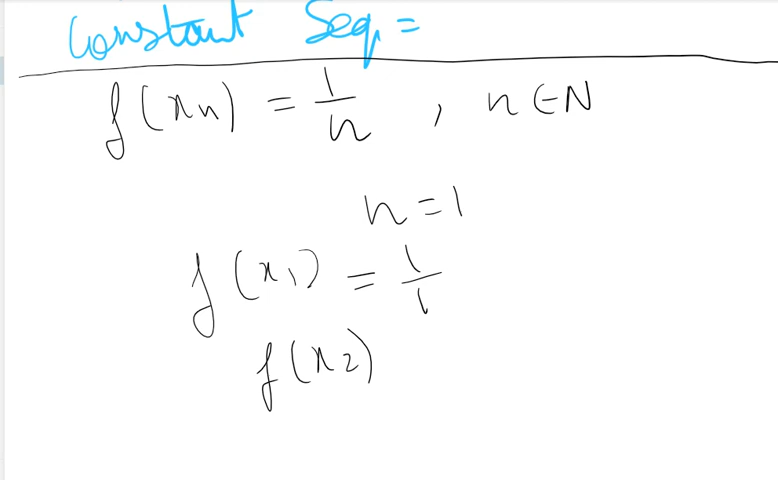 Constant Seq. =
f(xn) = 1/n , n ∈ N
n = 1
f(x₁) = 1/1
f(x₂)